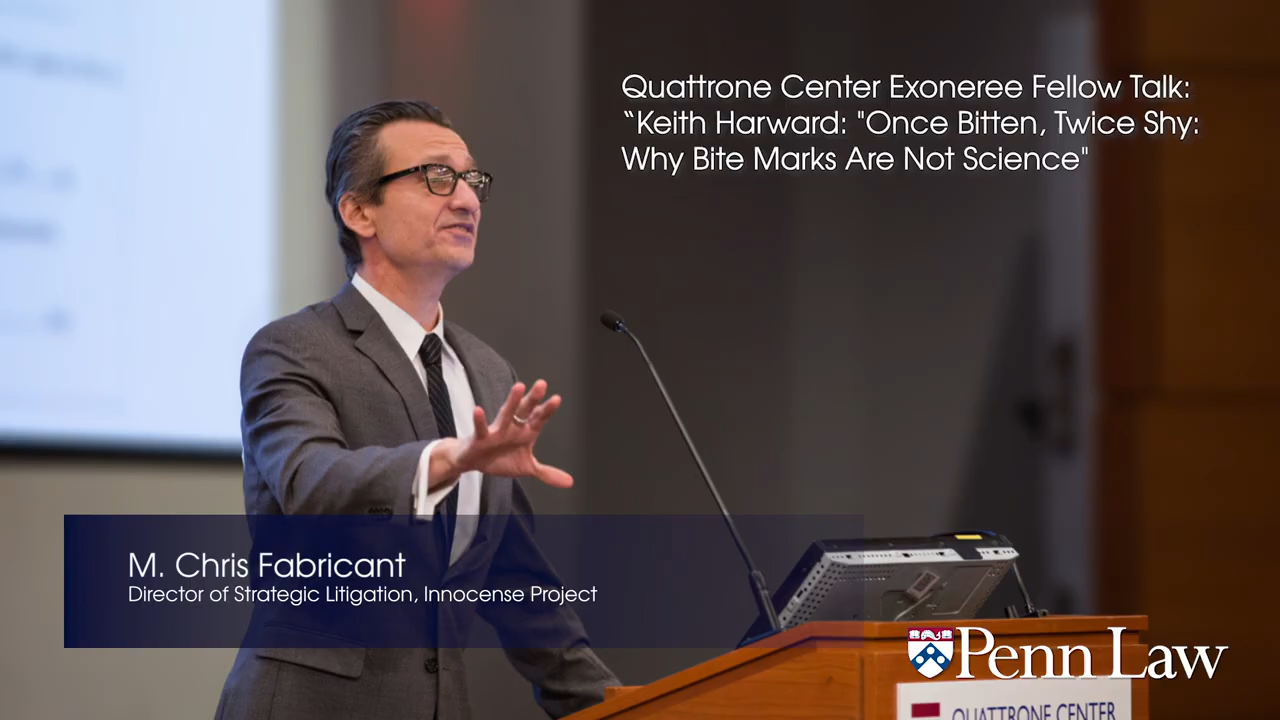 Quattrone Center Exoneree Fellow Talk:
“Keith Harward: "Once Bitten, Twice Shy:
Why Bite Marks Are Not Science"
M. Chris Fabricant
Director of Strategic Litigation, Innocense Project
Penn Law
QUATTRONE CENTER